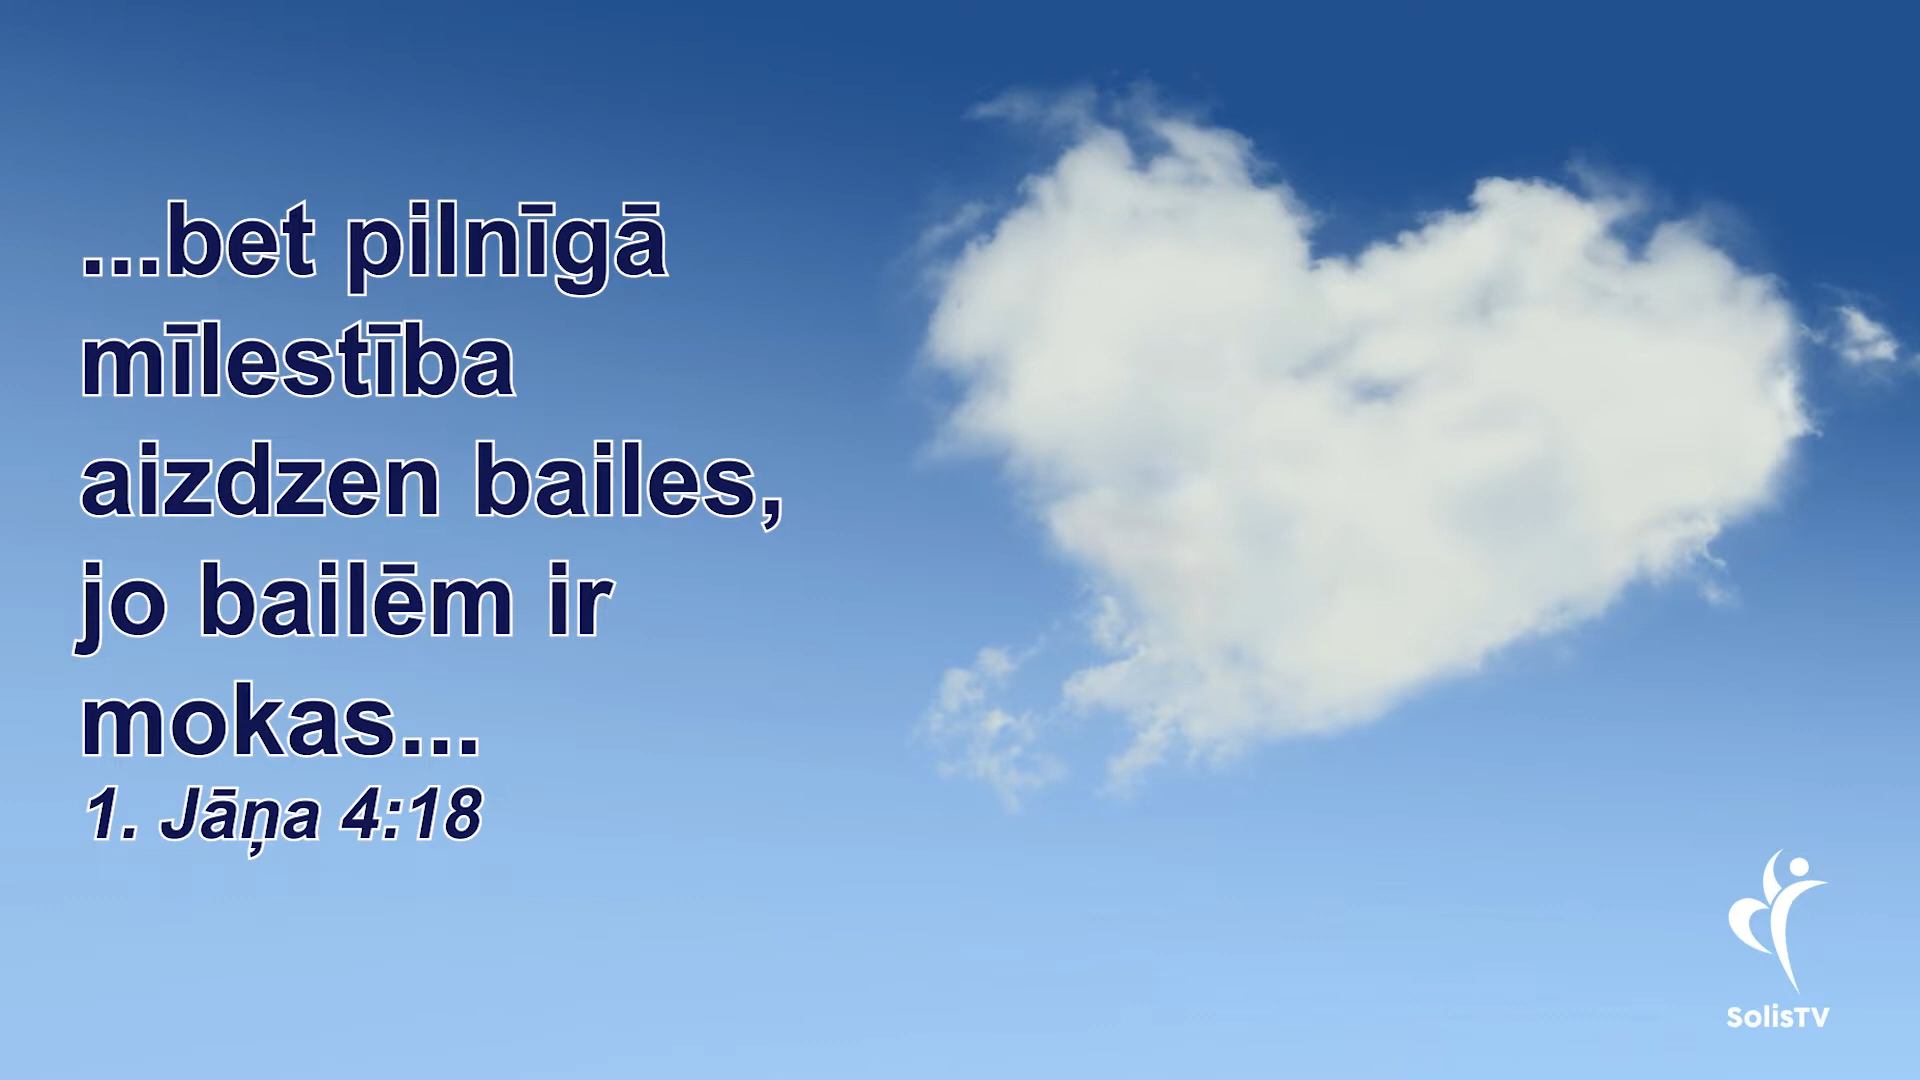 ...bet pilnīgā
mīlestība
aizdzen bailes,
jo bailēm ir
mokas...
1. Jāņa 4:18
SolisTV